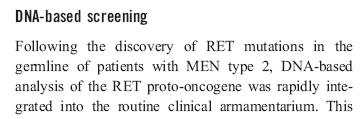 DNA-based screening
Following the discovery of RET mutations in the
germline of patients with MEN type 2, DNA-based
analysis of the RET proto-oncogene was rapidly inte-
grated into the routine clinical armamentarium. This